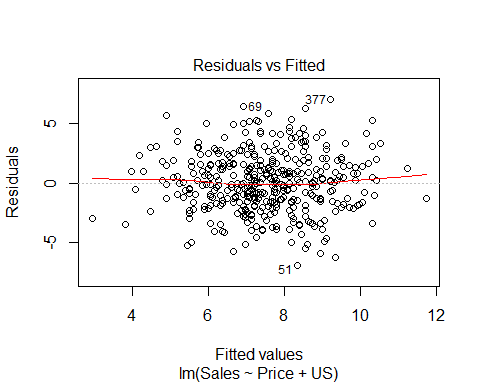 Residuals vs Fitted
Residuals
5
0
-5
69
377
51
4
6
8
10
12
Fitted values
lm(Sales ~ Price + US)